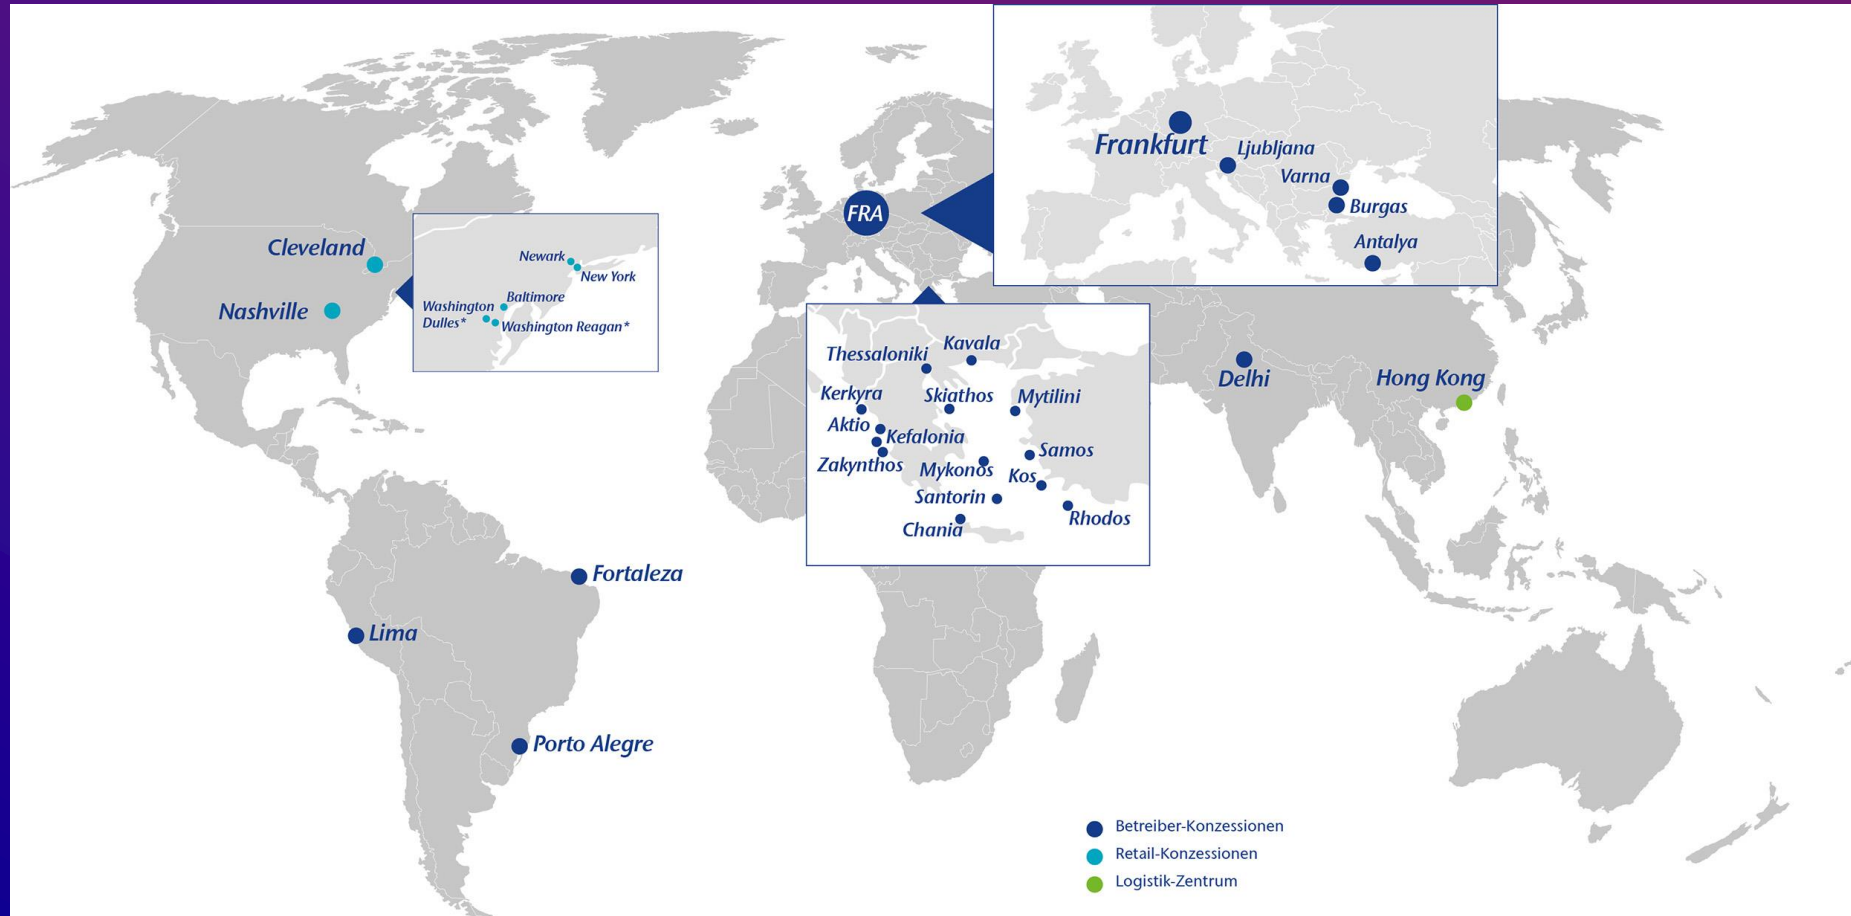 Frankfurt
Ljubljana
Varna
Burgas
Antalya
FRA
Cleveland
Nashville
Newark
New York
Baltimore
Washington
Dulles*
Washington Reagan*
Kavala
Thessaloniki
Kerkyra
Skiathos
Mytilini
Aktio
Kefalonia
Zakynthos
Mykonos
Samos
Kos
Santorin
Rhodos
Chania
Delhi
Hong Kong
Fortaleza
Lima
Porto Alegre
Betreiber-Konzessionen
Retail-Konzessionen
Logistik-Zentrum